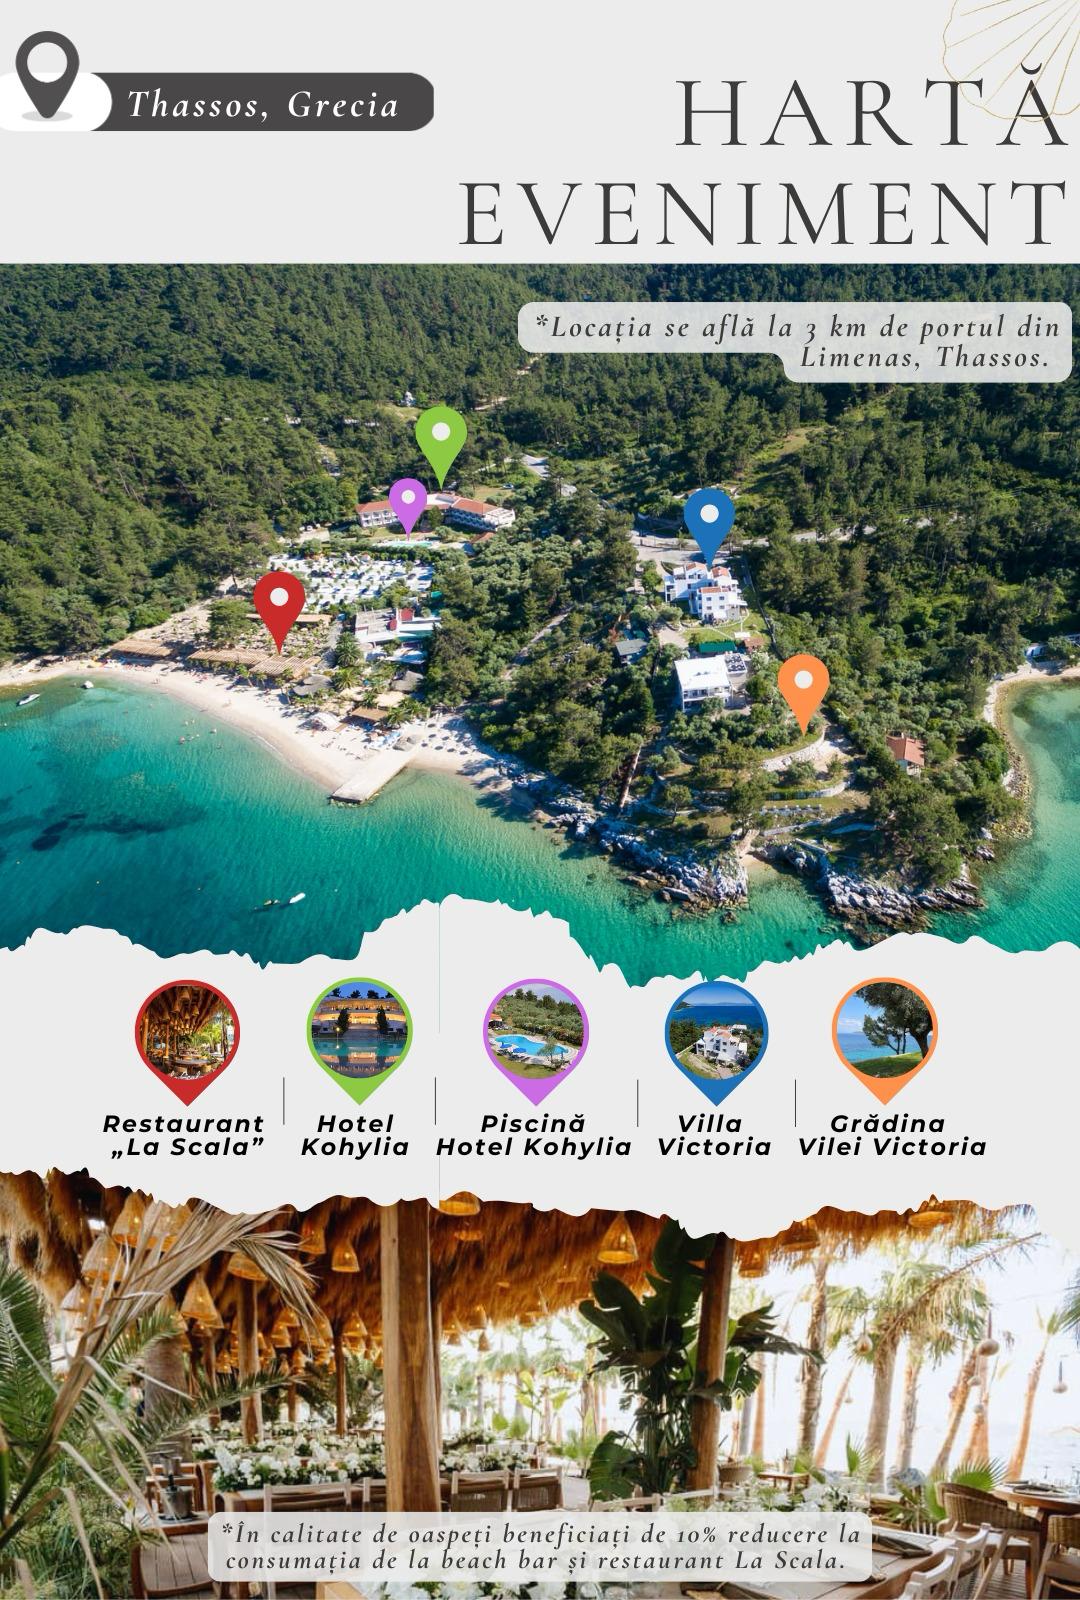 Thassos, Grecia
HARTĂ
EVENIMENT
*Locația se află la 3 km de portul din
Limenas, Thassos.
Restaurant
„La Scala”
Hotel
Kohylia
Piscină
Hotel Kohylia
Villa
Victoria
Grădina
Vilei Victoria
*În calitate de oaspeți beneficiați de 10% reducere la
consumația de la beach bar și restaurant La Scala.